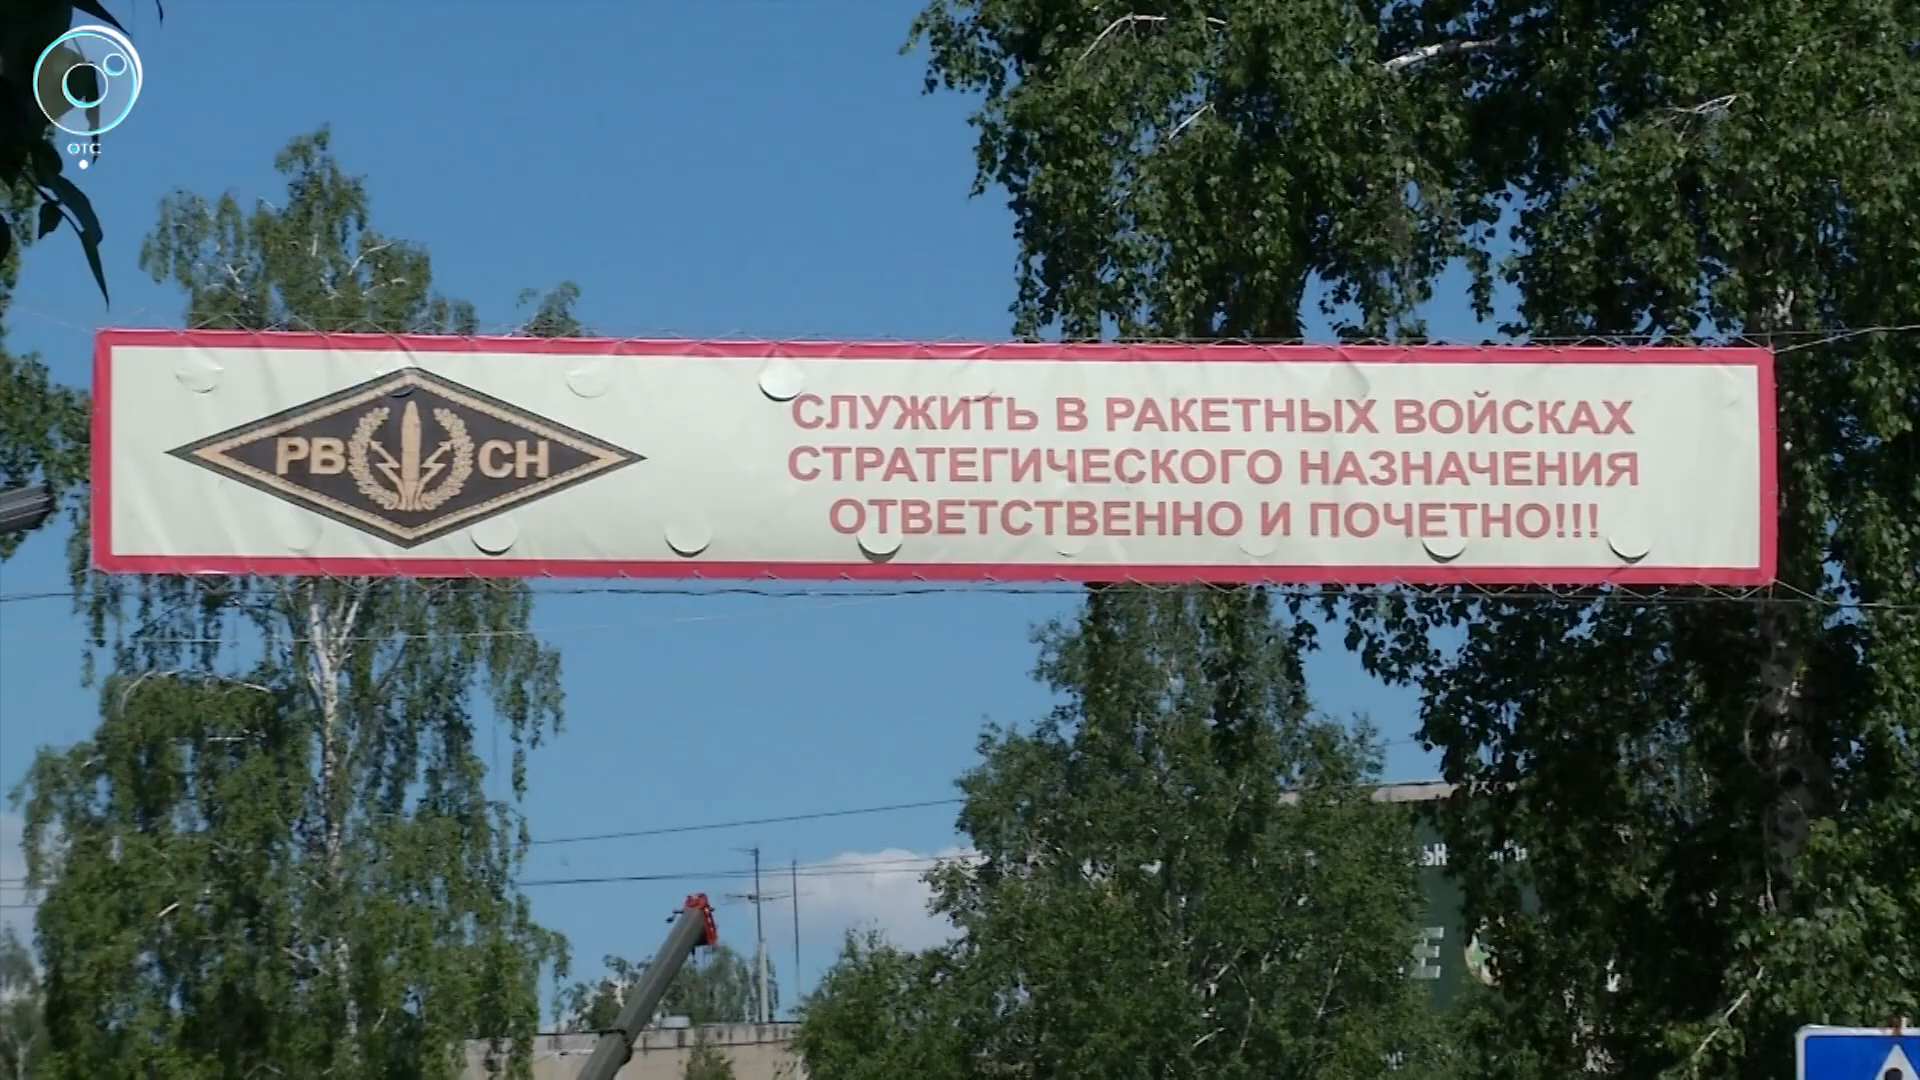 ОТС
РВ СН
СЛУЖИТЬ В РАКЕТНЫХ ВОЙСКАХ
СТРАТЕГИЧЕСКОГО НАЗНАЧЕНИЯ
ОТВЕТСТВЕННО И ПОЧЕТНО!!!